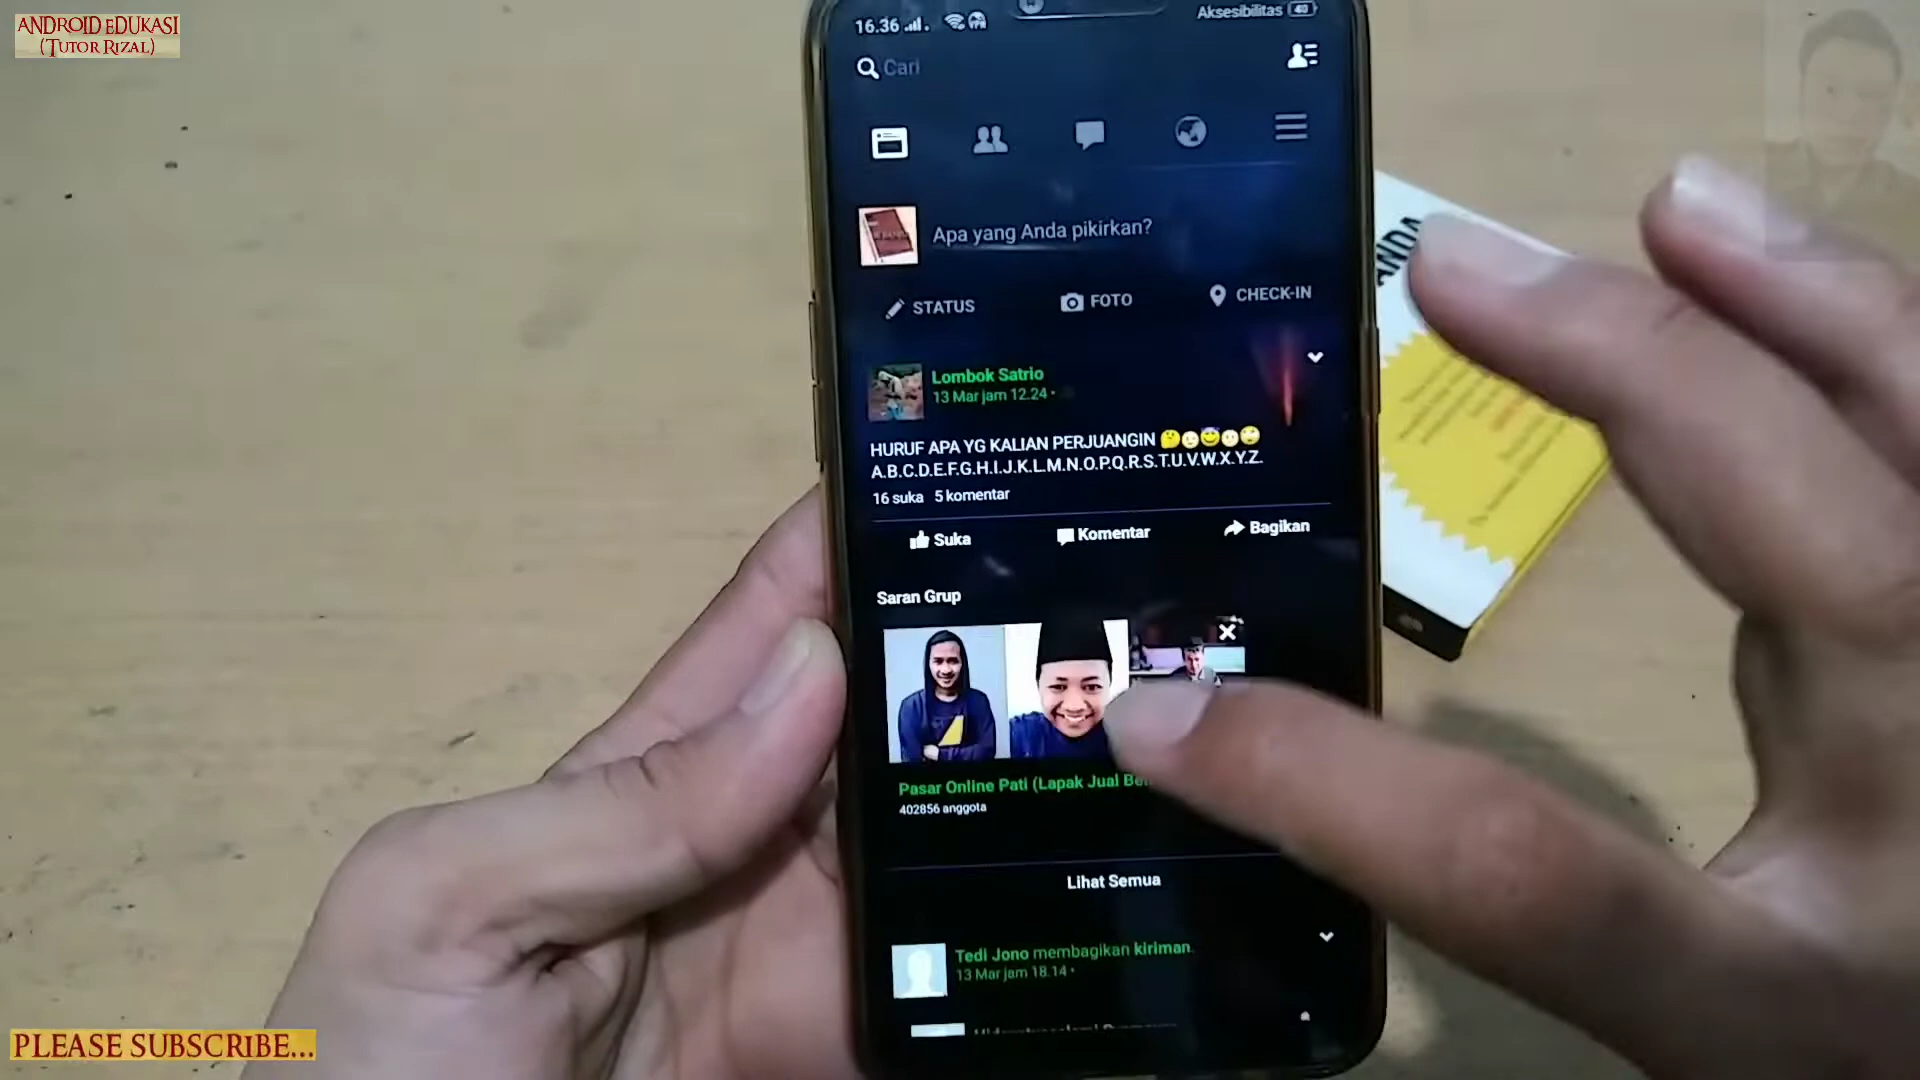 ANDROID EDUKASI
(TUTOR RIZAL)
16.36
Aksesibilitas 40
Cari
Apa yang Anda pikirkan?
STATUS
FOTO
CHECK-IN
Lombok Satrio
13 Mar jam 12.24 •
HURUF APA YG KALIAN PERJUANGIN
A.B.C.D.E.F.G.H.I.J.K.L.M.N.O.P.Q.R.S.T.U.V.W.X.Y.Z.
16 suka 5 komentar
Suka
Komentar
Bagikan
Saran Grup
Pasar Online Pati (Lapak Jual
402856 anggota
Lihat Semua
Tedi Jono membagikan kiriman.
13 Mar jam 18.14 •
ANDA
PLEASE SUBSCRIBE...